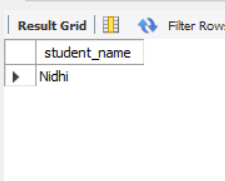 Result Grid Filter Rows
student_name
Nidhi